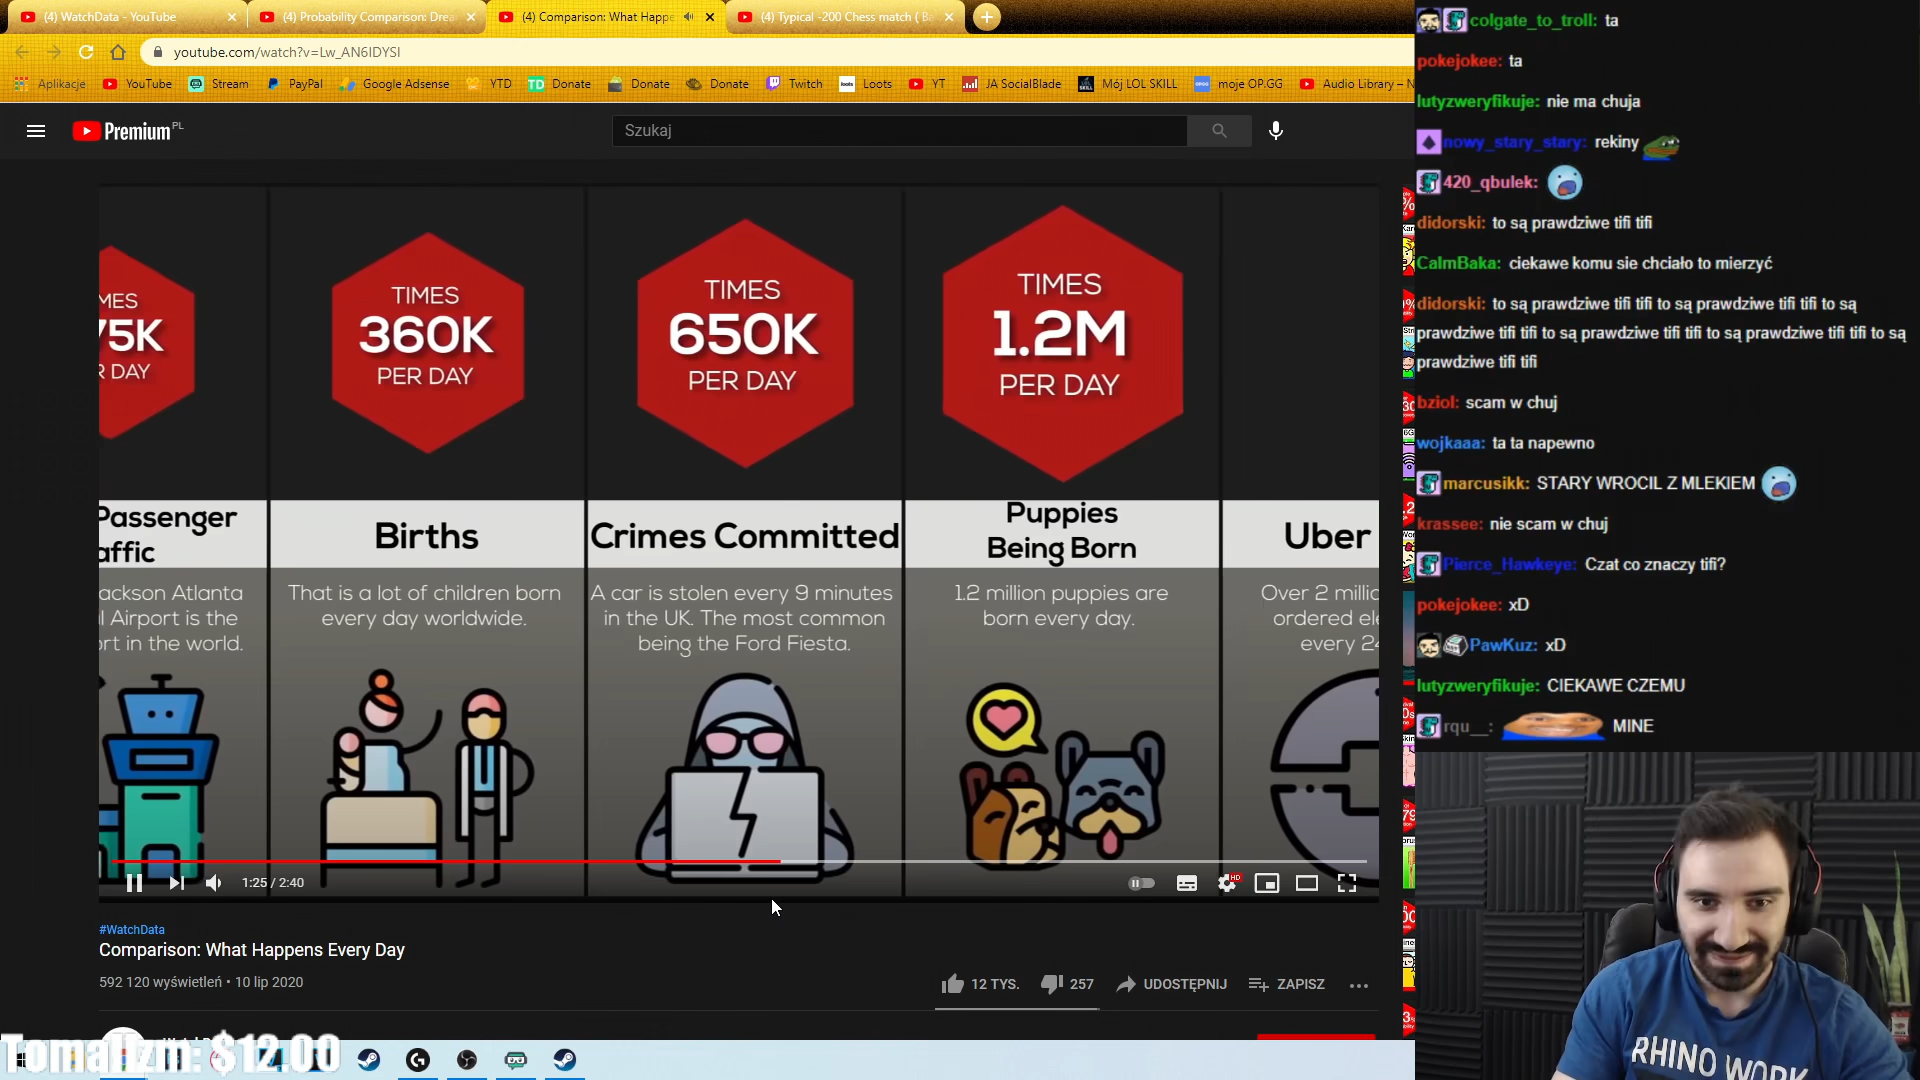 (4) WatchData - YouTube
(4) Probability Comparison: Drea
(4) Comparison: What Happe
(4) Typical -200 Chess match ( Ba
youtube.com/watch?v=Lw_AN6IDYSI
Aplikacje YouTube Stream PayPal Google Adsense YTD TD Donate Donate Donate Twitch loots Loots YT JA SocialBlade Mój LOL SKILL moje OP.GG Audio Library – N
Premium PL
Szukaj
MES
75K
R DAY
TIMES
360K
PER DAY
TIMES
650K
PER DAY
TIMES
1.2M
PER DAY
Passenger
affic
ackson Atlanta
l Airport is the
ort in the world.
Births
That is a lot of children born
every day worldwide.
Crimes Committed
A car is stolen every 9 minutes
in the UK. The most common
being the Ford Fiesta.
Puppies
Being Born
1.2 million puppies are
born every day.
Uber
Over 2 millic
ordered ele
every 24
1:25 / 2:40
HD
#WatchData
Comparison: What Happens Every Day
592 120 wyświetleń • 10 lip 2020
12 TYS. 257 UDOSTĘPNIJ ZAPISZ
Tomalizm: $12.00
colgate_to_troll: ta
pokejokee: ta
lutyzweryfikuje: nie ma chuja
nowy_stary_stary: rekiny
420_qbulek:
didorski: to są prawdziwe tifi tifi
CalmBaka: ciekawe komu sie chciało to mierzyć
didorski: to są prawdziwe tifi tifi to są prawdziwe tifi tifi to są
prawdziwe tifi tifi to są prawdziwe tifi tifi to są prawdziwe tifi tifi to są
prawdziwe tifi tifi
bziol: scam w chuj
wojkaaa: ta ta napewno
marcusikk: STARY WROCIL Z MLEKIEM
krassee: nie scam w chuj
Pierce_Hawkeye: Czat co znaczy tifi?
pokejokee: xD
PawKuz: xD
lutyzweryfikuje: CIEKAWE CZEMU
rqu__: MINE
RHINO WORK